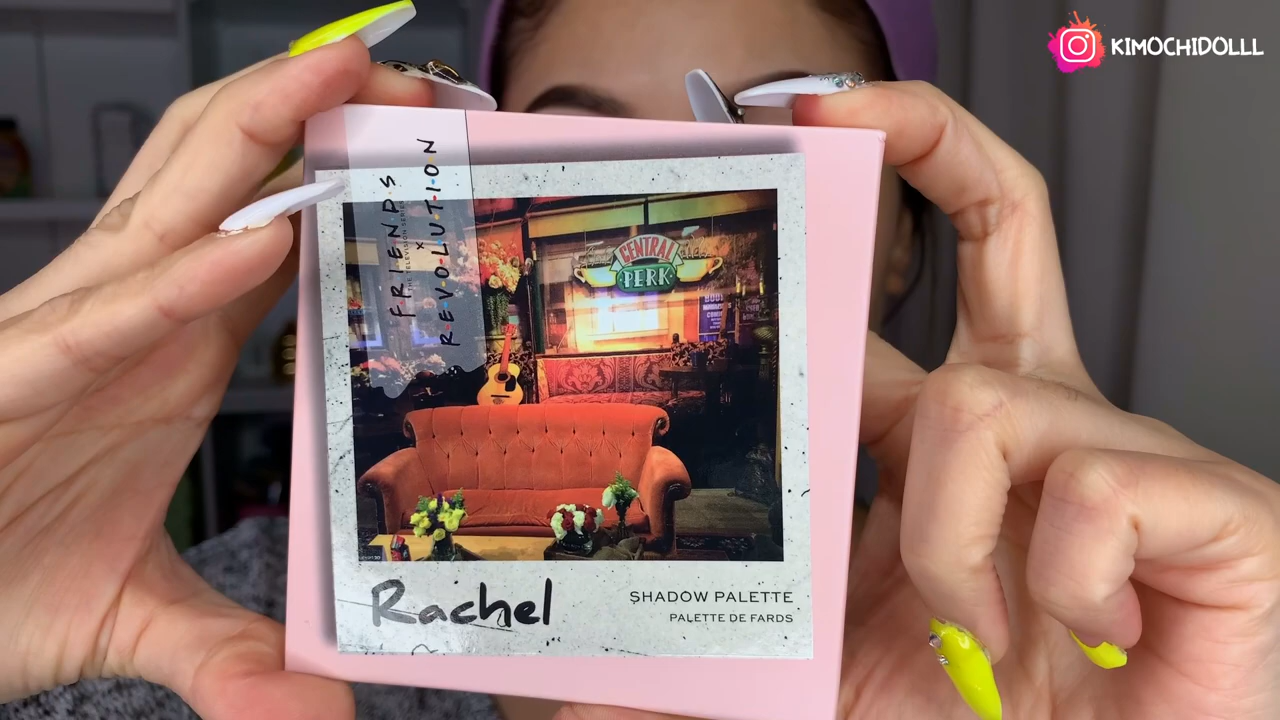 KIMOCHIDOLLL
FRIENDS
THE TELEVISION SERIES
X
REVOLUTION
CENTRAL
PERK
Rachel
SHADOW PALETTE
PALETTE DE FARDS